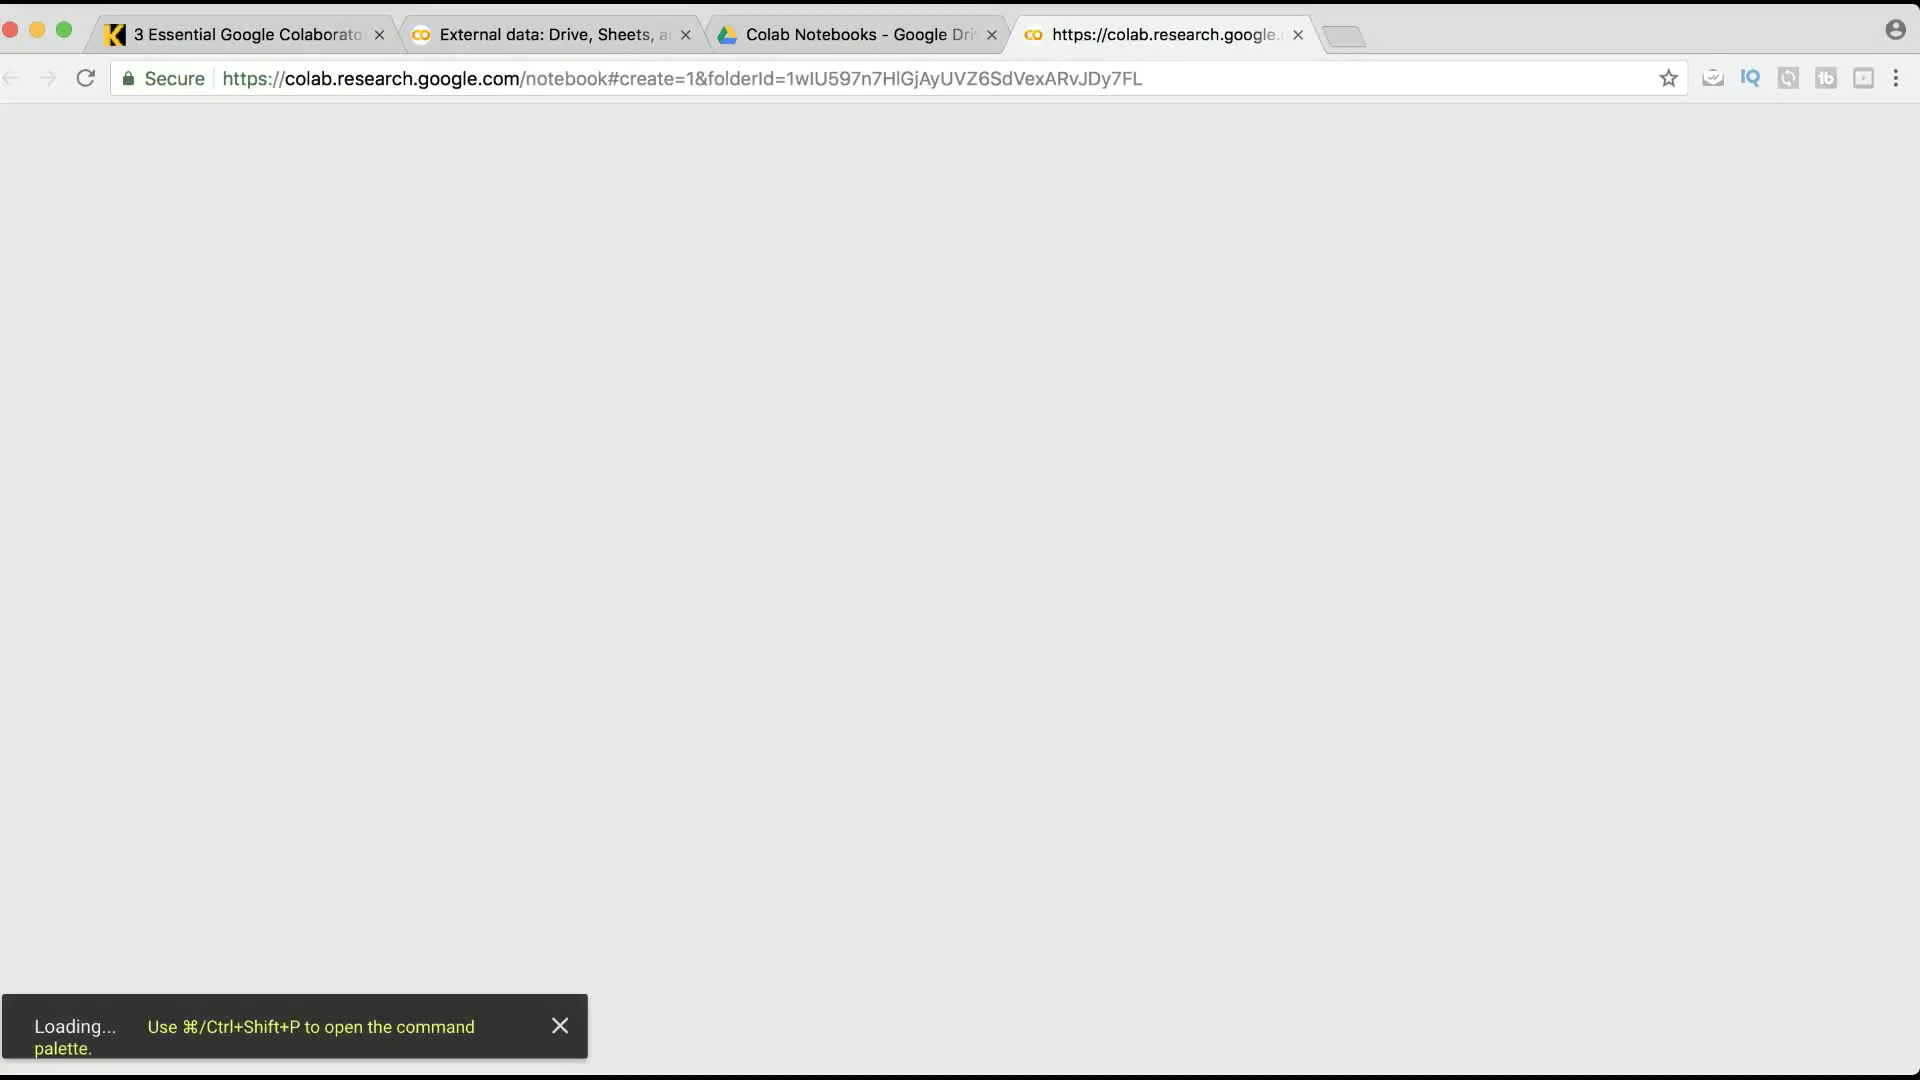 3 Essential Google Colaborato
External data: Drive, Sheets, a
Colab Notebooks - Google Dri
https://colab.research.google.
Secure
https://colab.research.google.com/notebook#create=1&folderId=1wIU597n7HlGjAyUVZ6SdVexARvJDy7FL
IQ
Loading... Use ⌘/Ctrl+Shift+P to open the command
palette.